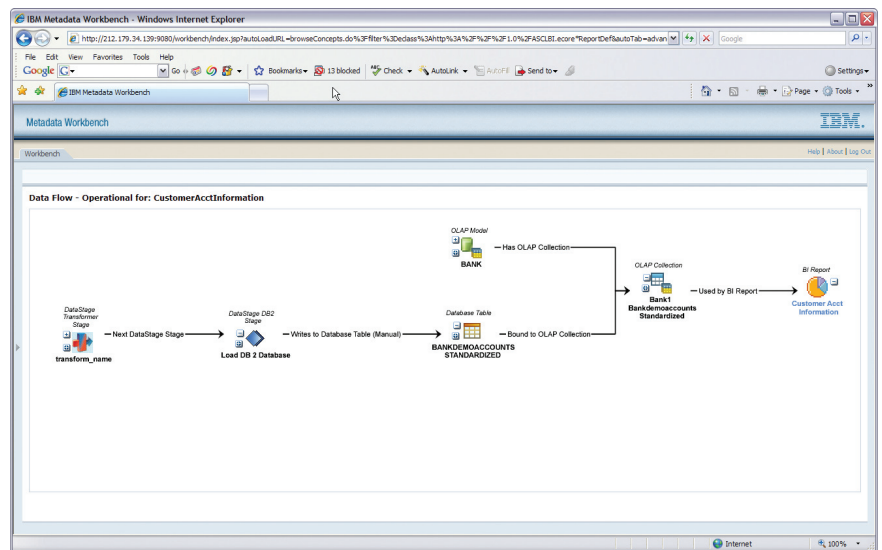 IBM Metadata Workbench - Windows Internet Explorer
http://212.179.34.139:9080/workbench/index.jsp?autoLoadURL=browseConcepts.do%3Ffilter%3Declass%3Ahttp%3A%2F%2F%2F1.0%2FASCLBI.ecore*ReportDef&autoTab=advan
Google
File Edit View Favorites Tools Help
Google G Go Bookmarks 13 blocked Check AutoLink AutoFill Send to Settings
IBM Metadata Workbench
Page Tools
Metadata Workbench
IBM.
Workbench
Help | About | Log Out
Data Flow - Operational for: CustomerAcctInformation
OLAP Model
BANK
Has OLAP Collection
OLAP Collection
Bank1
Bankdemoaccounts
Standardized
Used by BI Report
BI Report
Customer Acct
Information
DataStage
Transformer
Stage
transform_name
Next DataStage Stage
DataStage DB2
Stage
Load DB 2 Database
Writes to Database Table (Manual)
Database Table
BANKDEMOACCOUNTS
STANDARDIZED
Bound to OLAP Collection
Internet
100%